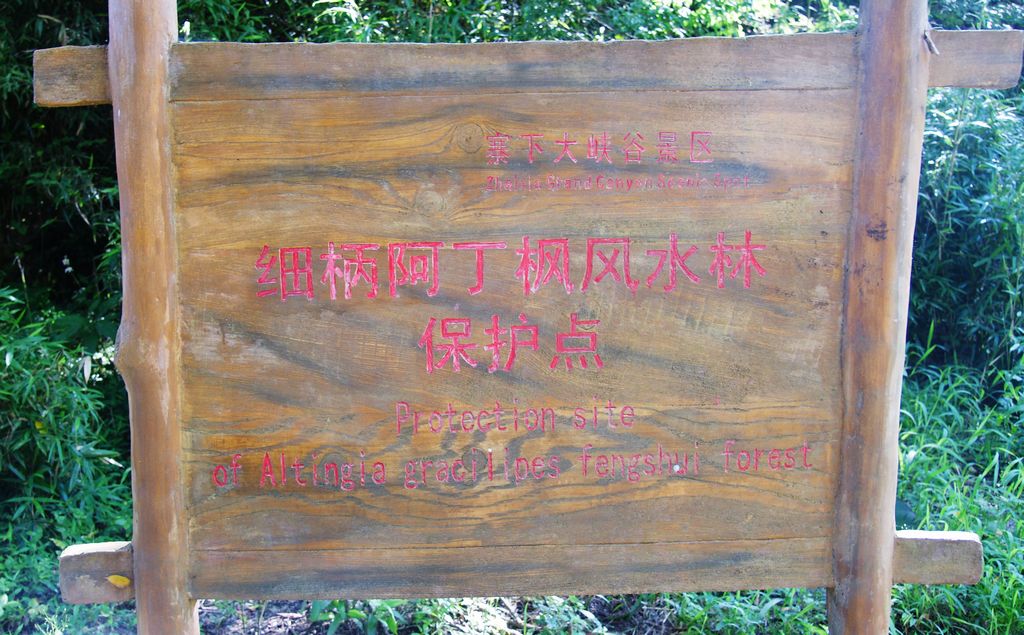 寨下大峡谷景区
Zhaixia Grand Canyon Scenic Spot
细柄阿丁枫风水林
保护点
Protection site
of Altingia gracilipes fengshui forest